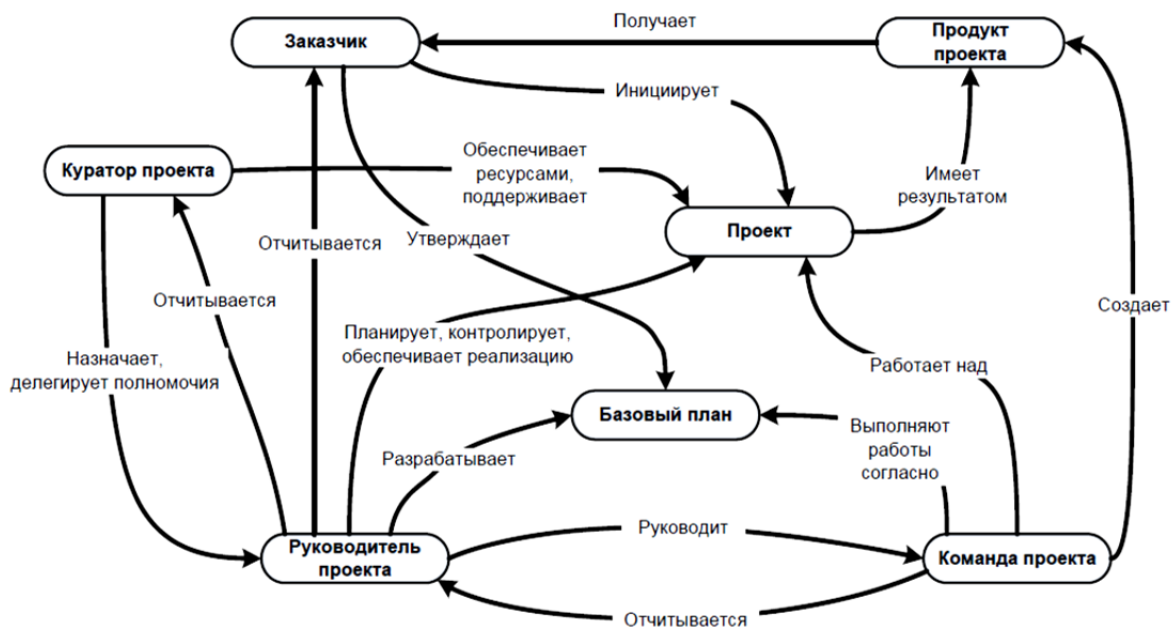 Получает
Заказчик
Продукт
проекта
Инициирует
Куратор проекта
Обеспечивает
ресурсами,
поддерживает
Имеет
результатом
Проект
Отчитывается
Утверждает
Отчитывается
Создает
Планирует, контролирует,
обеспечивает реализацию
Назначает,
делегирует полномочия
Работает над
Базовый план
Выполняют
работы
согласно
Разрабатывает
Руководитель
проекта
Руководит
Команда проекта
Отчитывается